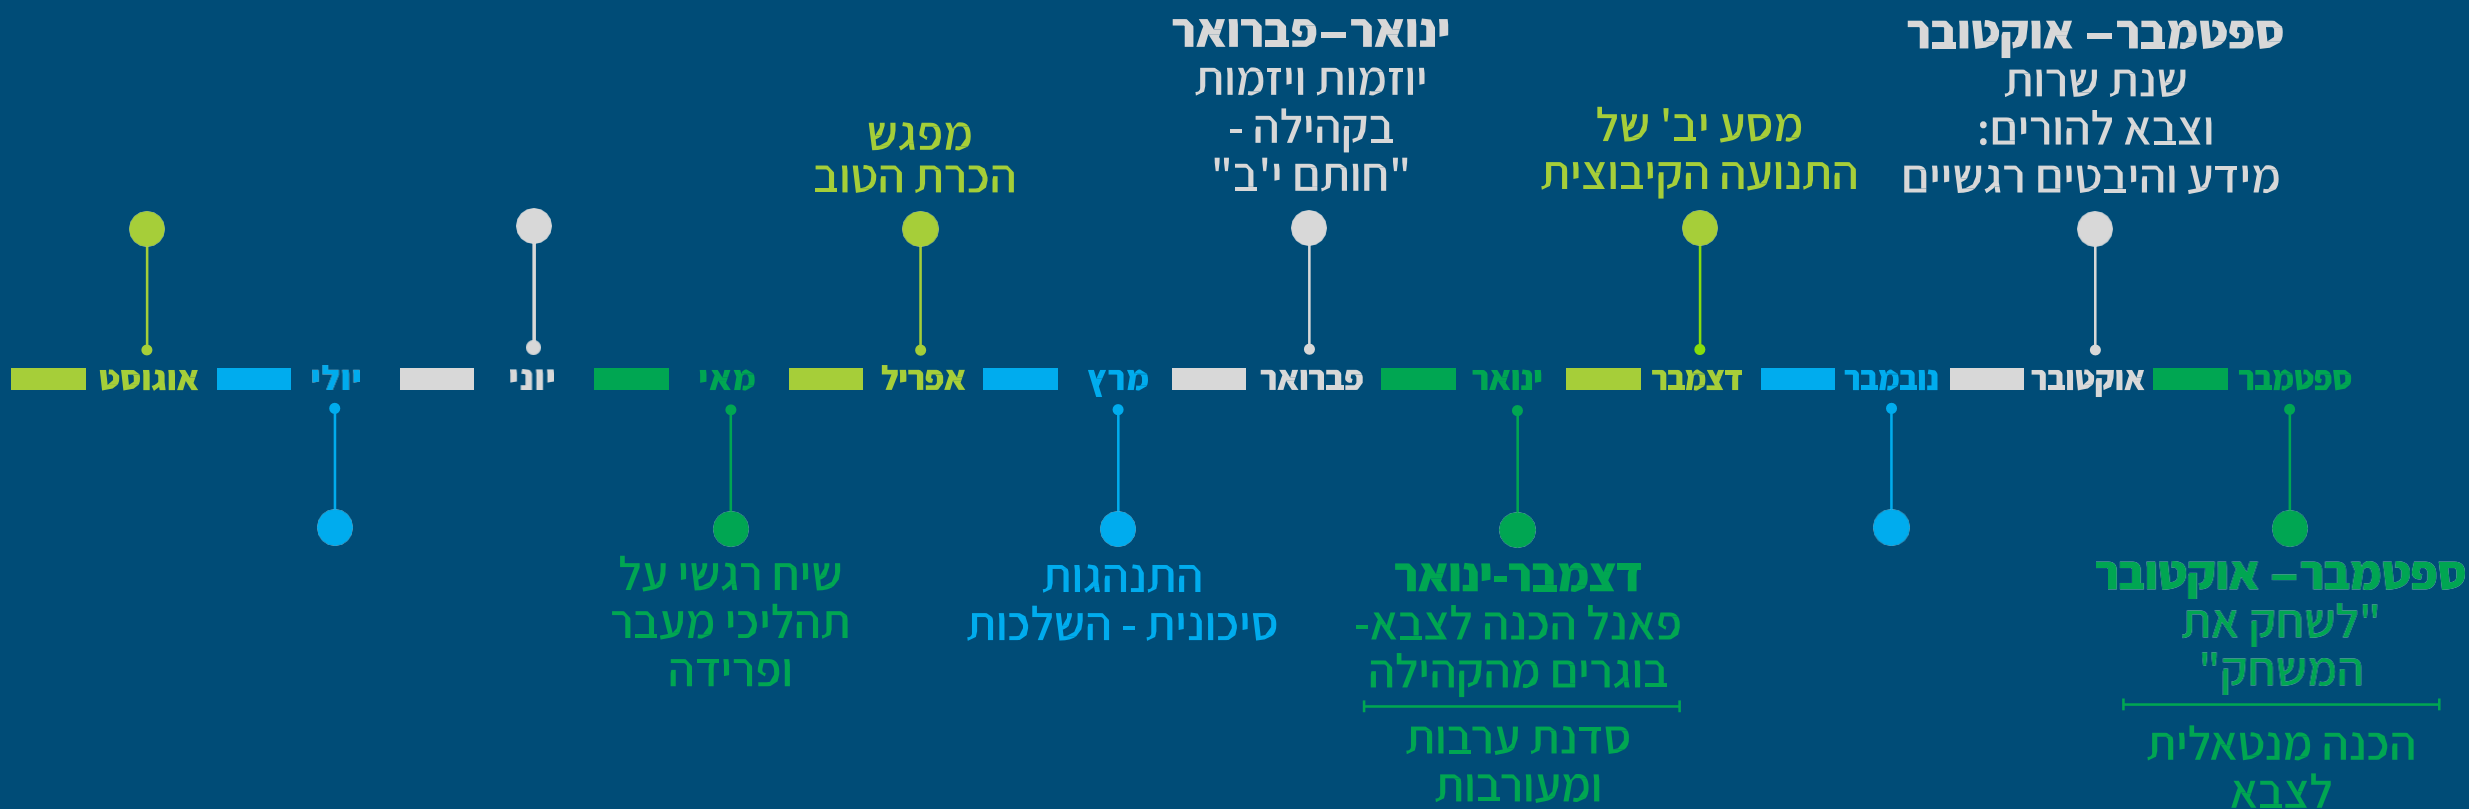 ספטמבר– אוקטובר
שנת שרות
וצבא להורים:
מידע והיבטים רגשיים
מסע יב' של
התנועה הקיבוצית
ינואר–פברואר
יוזמות ויזמות
בקהילה -
"חותם י'ב"
מפגש
הכרת הטוב
ספטמבר אוקטובר נובמבר דצמבר ינואר פברואר מרץ אפריל מאי יוני יולי אוגוסט
ספטמבר– אוקטובר
"לשחק את
המשחק"
הכנה מנטאלית
לצבא
דצמבר-ינואר
פאנל הכנה לצבא-
בוגרים מהקהילה
סדנת ערבות
ומעורבות
התנהגות
סיכונית - השלכות
שיח רגשי על
תהליכי מעבר
ופרידה